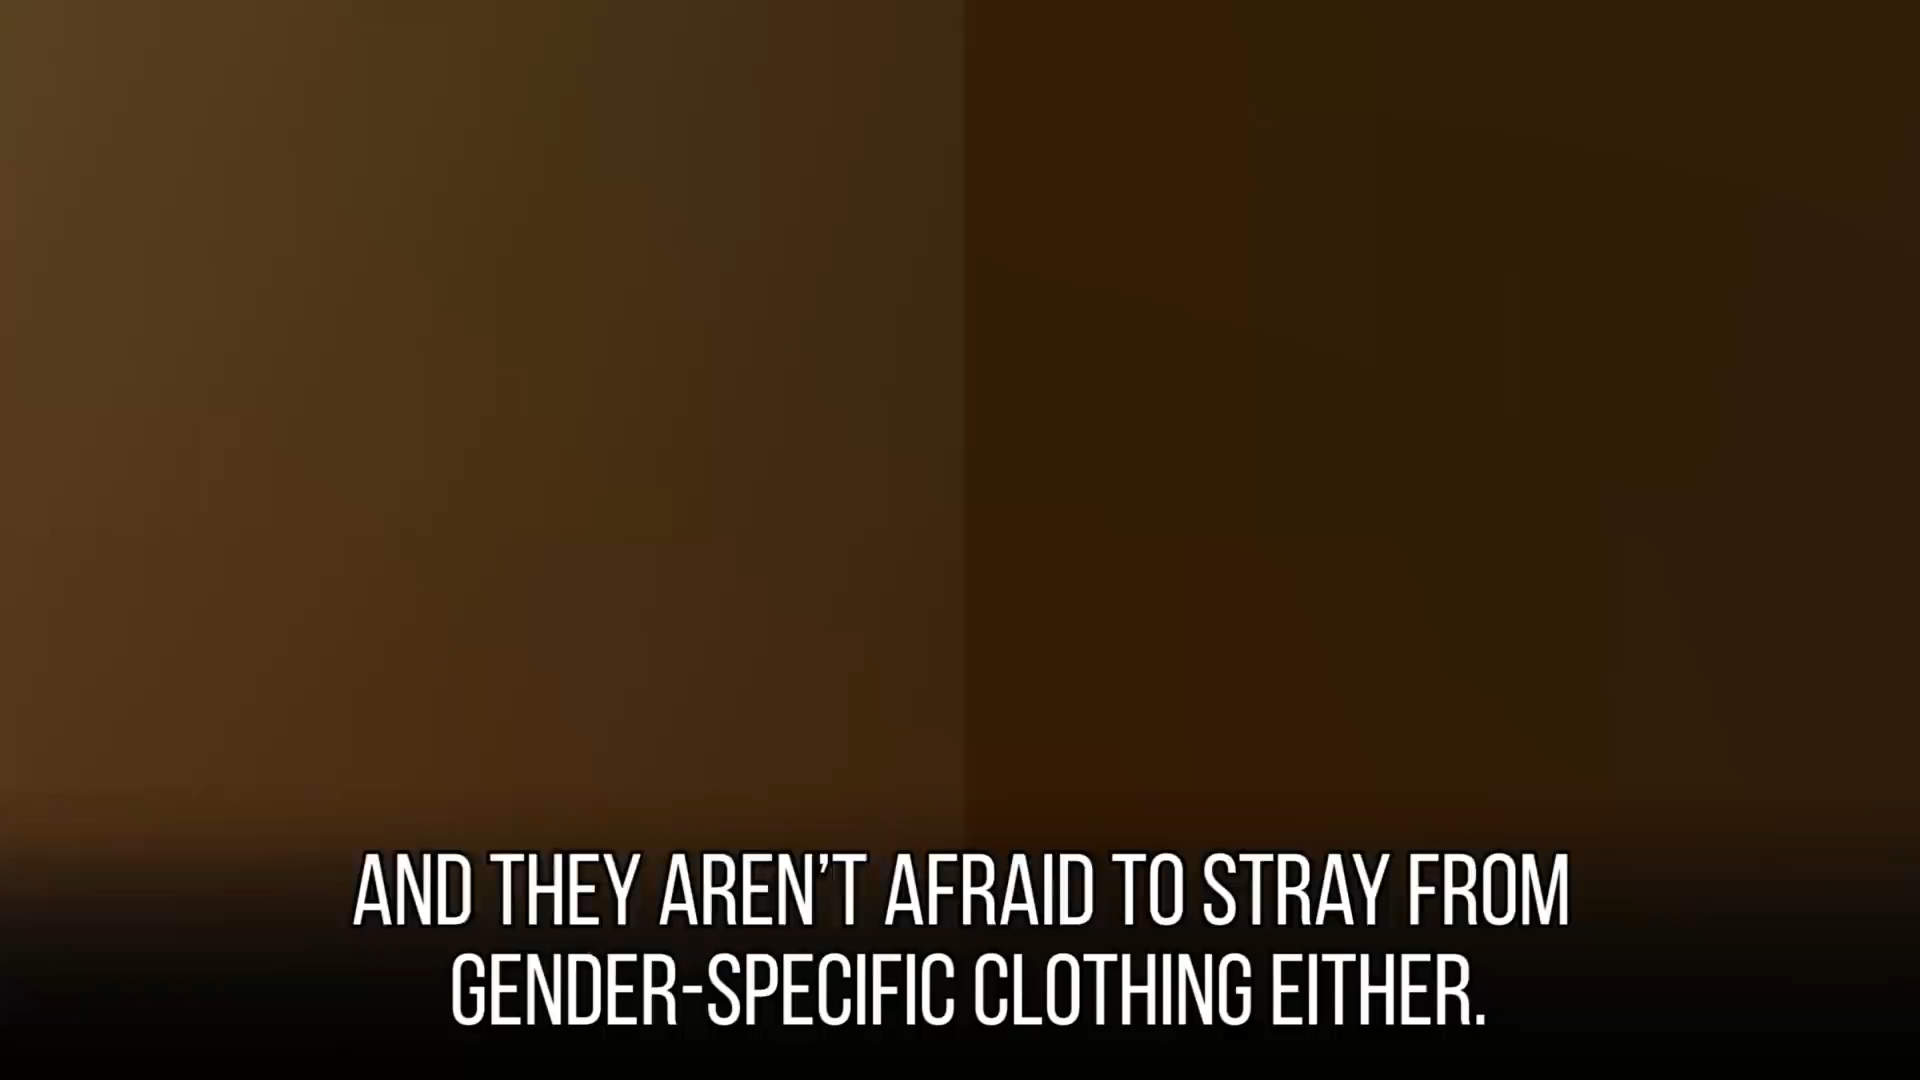 AND THEY AREN’T AFRAID TO STRAY FROM
GENDER-SPECIFIC CLOTHING EITHER.